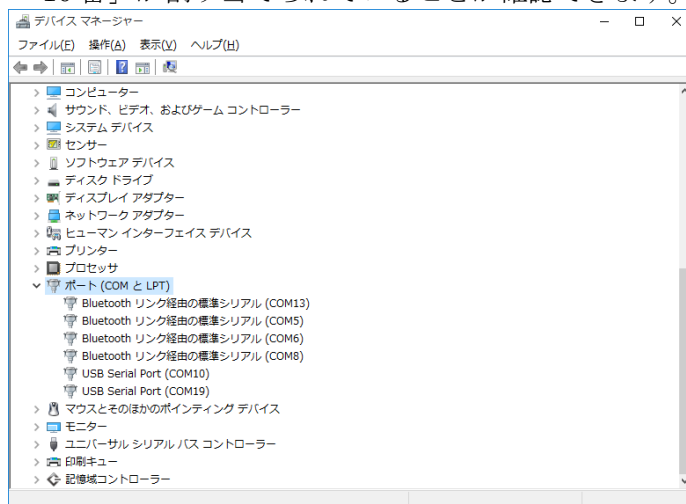 デバイス マネージャー
ファイル(F) 操作(A) 表示(V) ヘルプ(H)
コンピューター
サウンド、ビデオ、およびゲーム コントローラー
システム デバイス
センサー
ソフトウェア デバイス
ディスク ドライブ
ディスプレイ アダプター
ネットワーク アダプター
ヒューマン インターフェイス デバイス
プリンター
プロセッサ
ポート (COM と LPT)
Bluetooth リンク経由の標準シリアル (COM13)
Bluetooth リンク経由の標準シリアル (COM5)
Bluetooth リンク経由の標準シリアル (COM6)
Bluetooth リンク経由の標準シリアル (COM8)
USB Serial Port (COM10)
USB Serial Port (COM19)
マウスとそのほかのポインティング デバイス
モニター
ユニバーサル シリアル バス コントローラー
印刷キュー
記憶域コントローラー